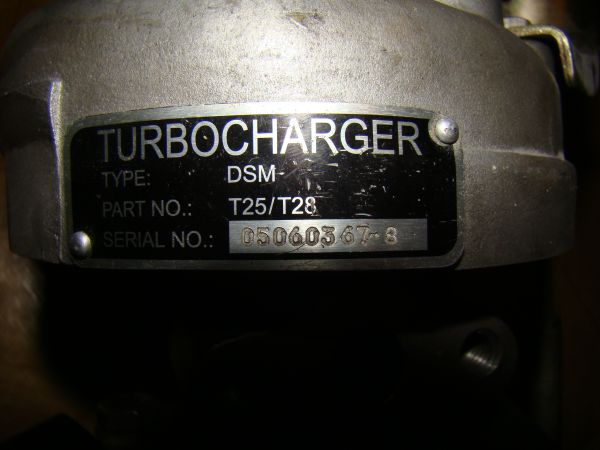 TURBOCHARGER
TYPE: DSM
PART NO.: T25/T28
SERIAL NO.: 05060367-8